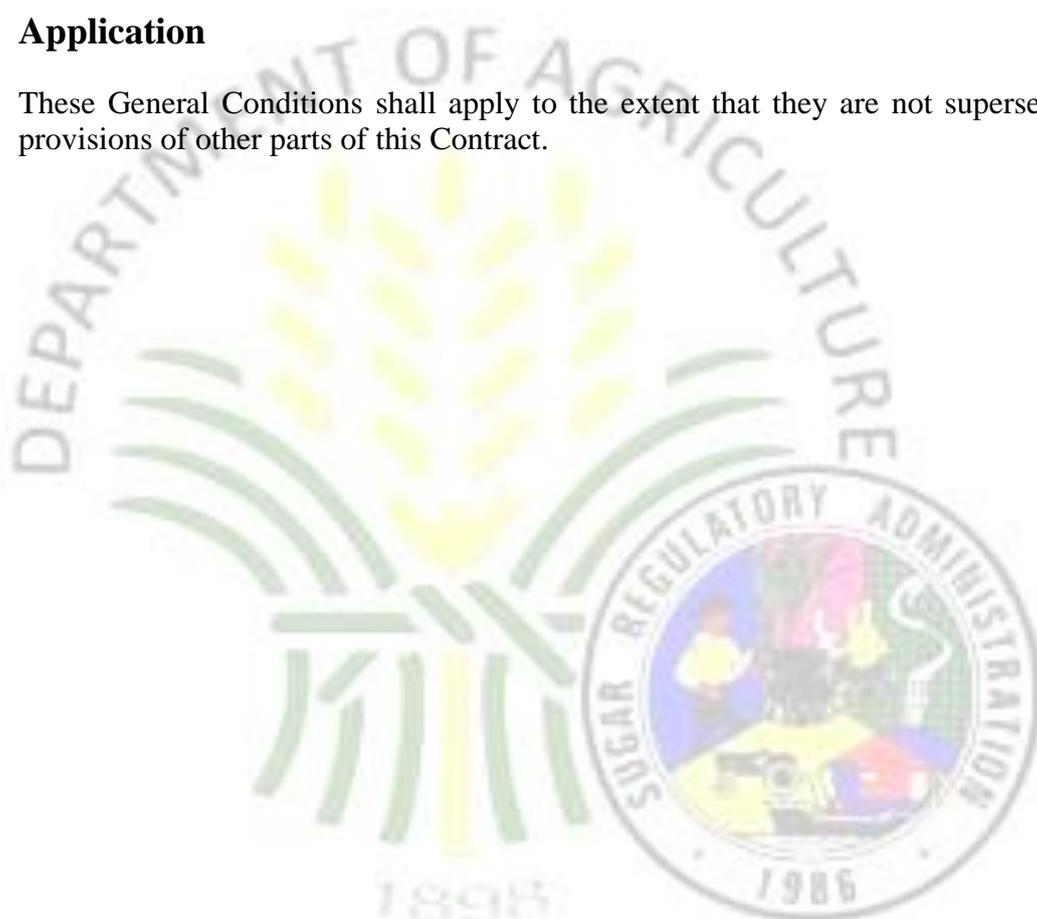 Application
These General Conditions shall apply to the extent that they are not superse
provisions of other parts of this Contract.
DEPARTMENT OF AGRICULTURE
SUGAR REGULATORY ADMINISTRATION
1986
1898